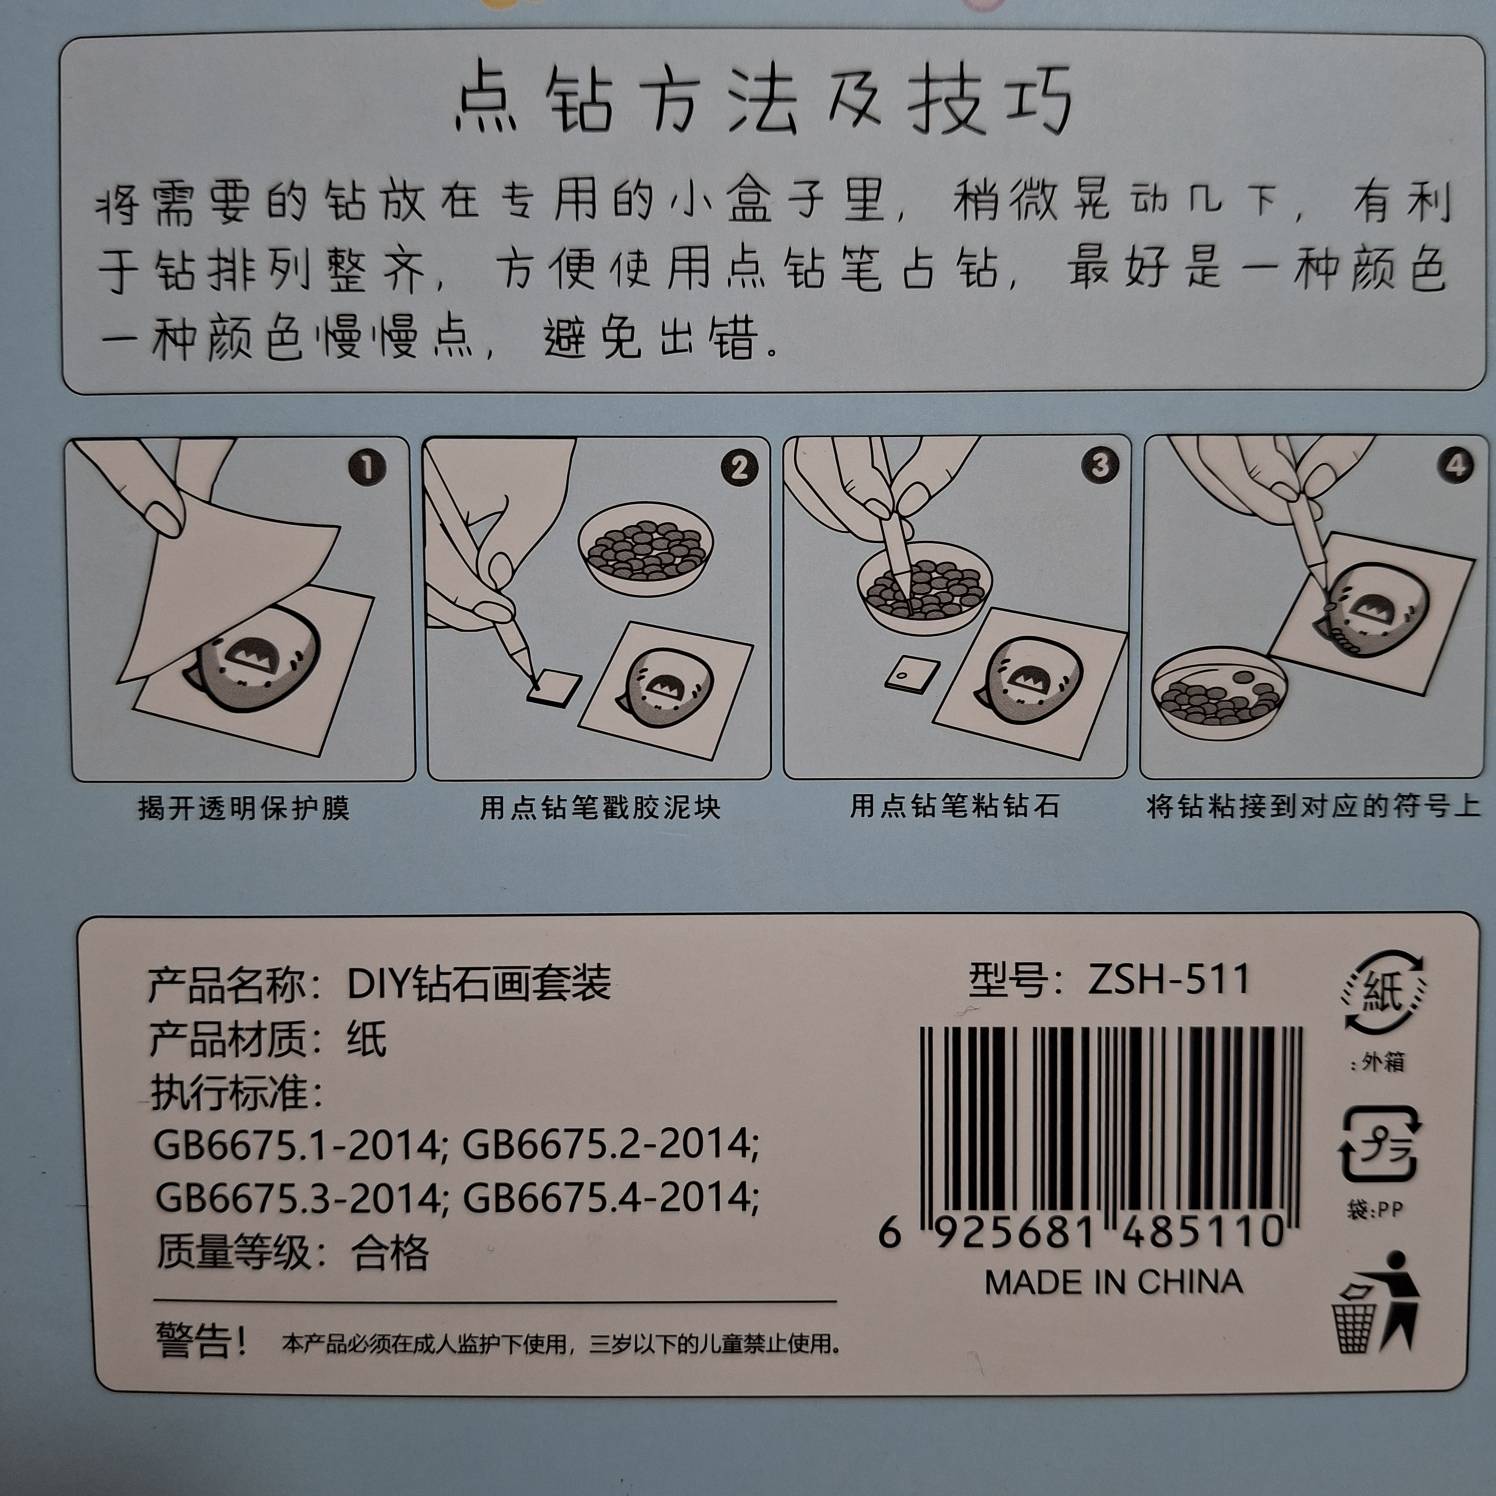 点钻方法及技巧
将需要的钻放在专用的小盒子里，稍微晃动几下，有利
于钻排列整齐，方便使用点钻笔占钻，最好是一种颜色
一种颜色慢慢点，避免出错。
1
2
3
4
揭开透明保护膜
用点钻笔戳胶泥块
用点钻笔粘钻石
将钻粘接到对应的符号上
产品名称：DIY钻石画套装
产品材质：纸
执行标准：
GB6675.1-2014; GB6675.2-2014;
GB6675.3-2014; GB6675.4-2014;
质量等级：合格
警告！ 本产品必须在成人监护下使用，三岁以下的儿童禁止使用。
型号：ZSH-511
6 925681 485110
MADE IN CHINA
紙
:外箱
プラ
袋:PP